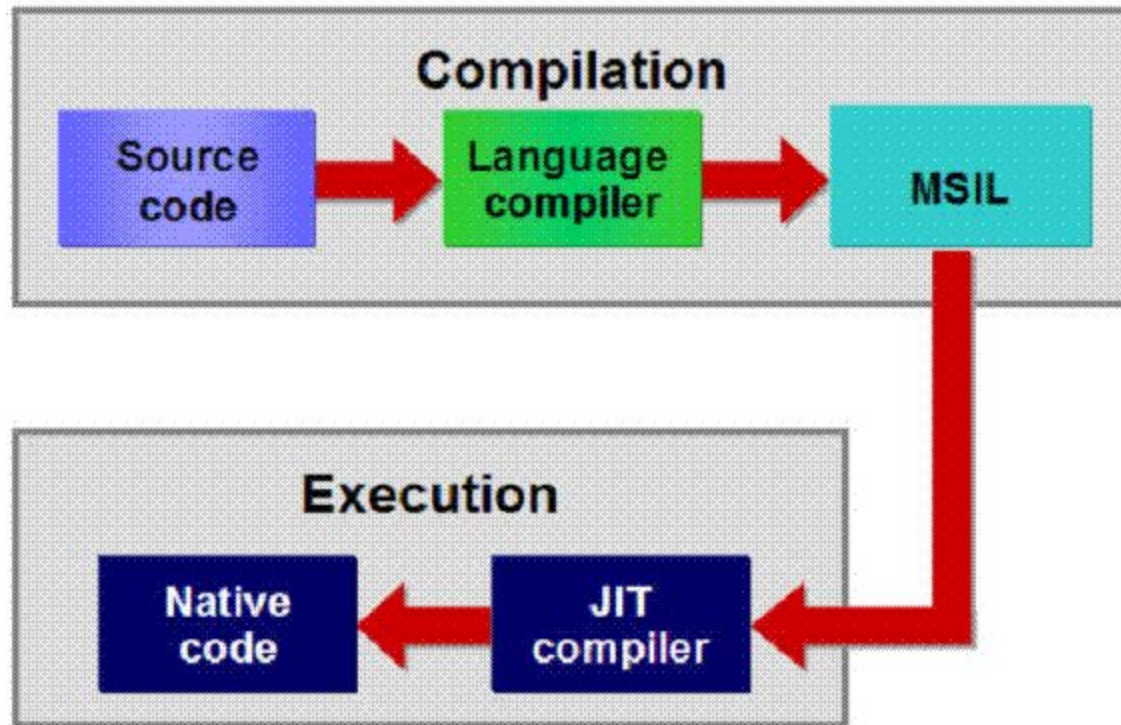 Compilation
Source
code
Language
compiler
MSIL
Execution
Native
code
JIT
compiler